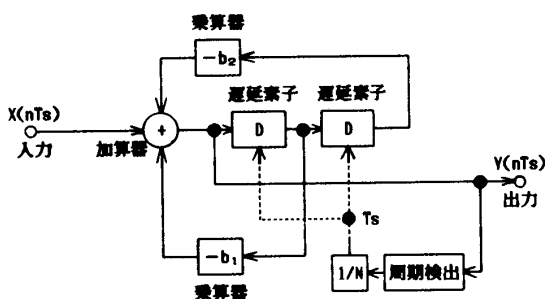 乗算器
−b₂
遅延素子 遅延素子
X(nTs)
入力
+
加算器
D
D
Y(nTs)
出力
Ts
−b₁
乗算器
1/N
周期検出